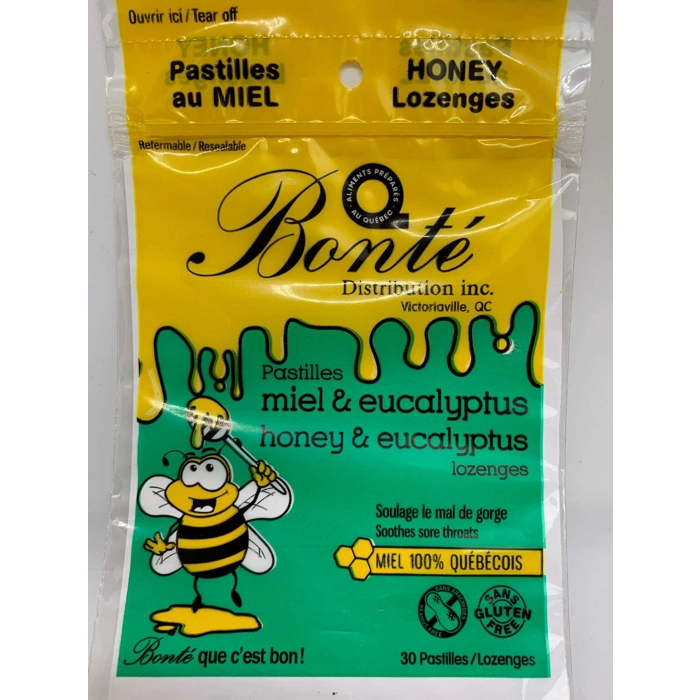 Ouvrir ici / Tear off
Pastilles
au MIEL
HONEY
Lozenges
Refermable / Resealable
ALIMENTS PRÉPARÉS
AU QUÉBEC
Bonté
Distribution inc.
Victoriaville, QC
Pastilles
miel & eucalyptus
honey & eucalyptus
lozenges
Soulage le mal de gorge
Soothes sore throats
MIEL 100% QUÉBÉCOIS
SANS ARACHIDES
SANS
GLUTEN
FREE
Bonté que c'est bon!
30 Pastilles/Lozenges